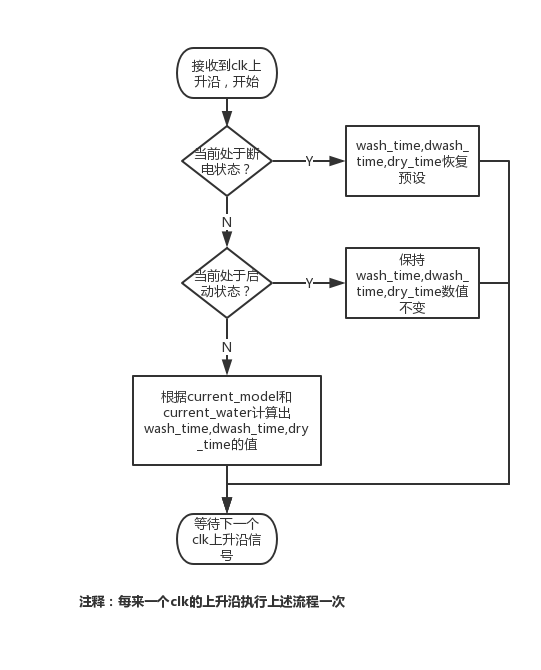 接收到clk上
升沿，开始
当前处于断
电状态？
Y
wash_time,dwash_
time,dry_time恢复
预设
N
当前处于启
动状态？
Y
保持
wash_time,dwash_
time,dry_time数值
不变
N
根据current_model和
current_water计算出
wash_time,dwash_time,dry
_time的值
等待下一个
clk上升沿信
号
注释：每来一个clk的上升沿执行上述流程一次